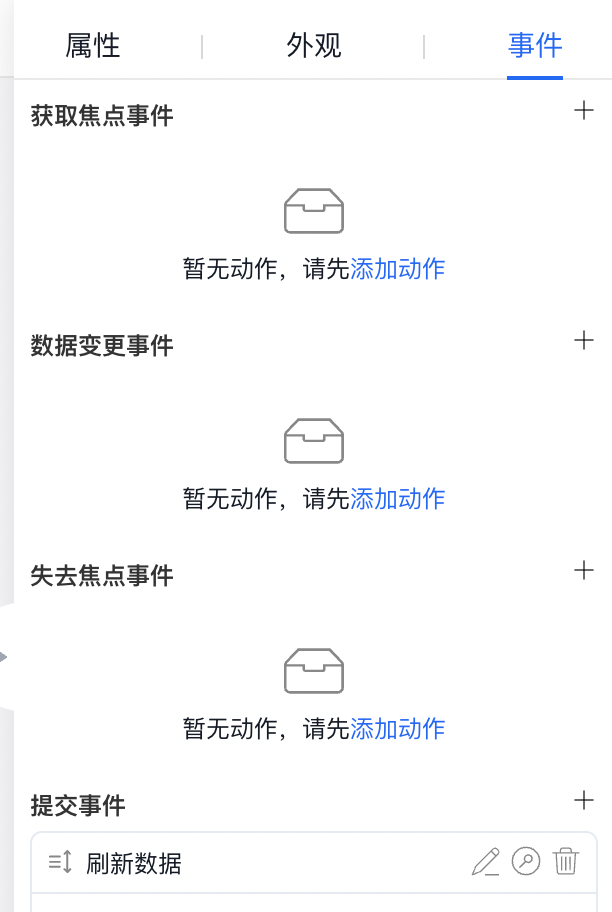 属性 外观 事件
获取焦点事件
暂无动作，请先添加动作
数据变更事件
暂无动作，请先添加动作
失去焦点事件
暂无动作，请先添加动作
提交事件
刷新数据